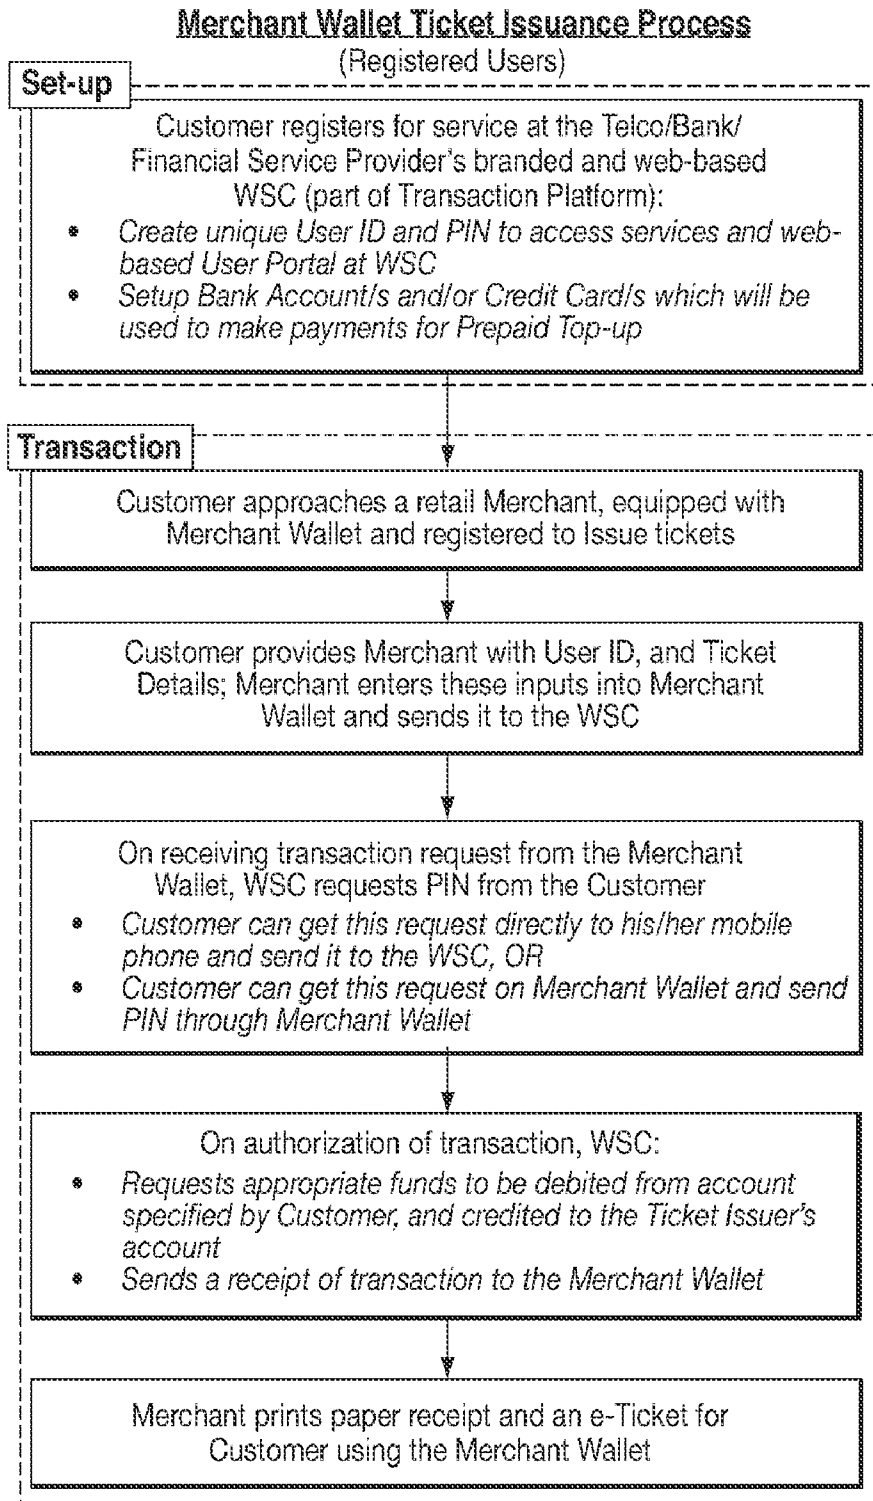 Merchant Wallet Ticket Issuance Process
(Registered Users)
Set-up
Customer registers for service at the Telco/Bank/
Financial Service Provider's branded and web-based
WSC (part of Transaction Platform):
• Create unique User ID and PIN to access services and web-
based User Portal at WSC
• Setup Bank Account/s and/or Credit Card/s which will be
used to make payments for Prepaid Top-up
Transaction
Customer approaches a retail Merchant, equipped with
Merchant Wallet and registered to Issue tickets
Customer provides Merchant with User ID, and Ticket
Details; Merchant enters these inputs into Merchant
Wallet and sends it to the WSC
On receiving transaction request from the Merchant
Wallet, WSC requests PIN from the Customer
• Customer can get this request directly to his/her mobile
phone and send it to the WSC, OR
• Customer can get this request on Merchant Wallet and send
PIN through Merchant Wallet
On authorization of transaction, WSC:
• Requests appropriate funds to be debited from account
specified by Customer, and credited to the Ticket Issuer's
account
• Sends a receipt of transaction to the Merchant Wallet
Merchant prints paper receipt and an e-Ticket for
Customer using the Merchant Wallet